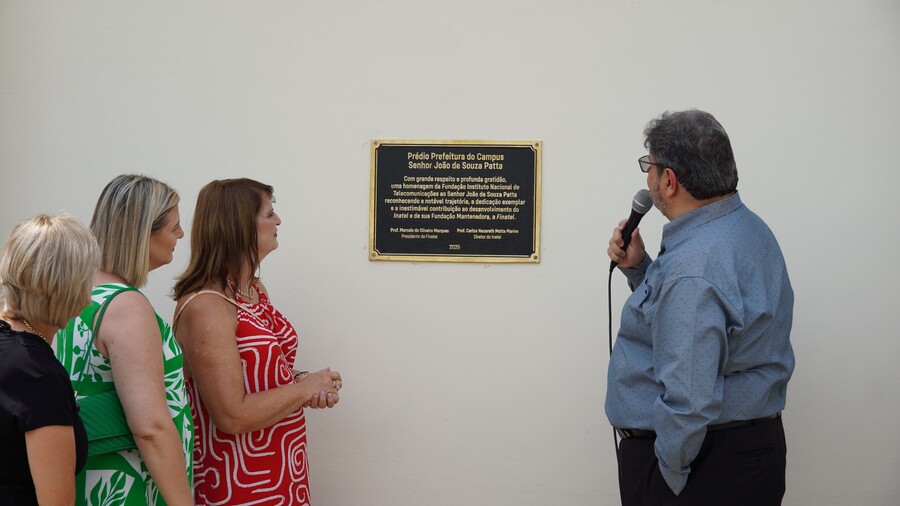 Prédio Prefeitura do Campus
Senhor João de Souza Patta
Com grande respeito e profunda gratidão,
uma homenagem da Fundação Instituto Nacional de
Telecomunicações ao Senhor João de Souza Patta
reconhecendo a notável trajetória, a dedicação exemplar
e a inestimável contribuição ao desenvolvimento do
Inatel e de sua Fundação Mantenedora, a Finatel.
Prof. Marcelo de Oliveira Marques Prof. Carlos Nazareth Motta Marins
Presidente da Finatel Diretor do Inatel
2025